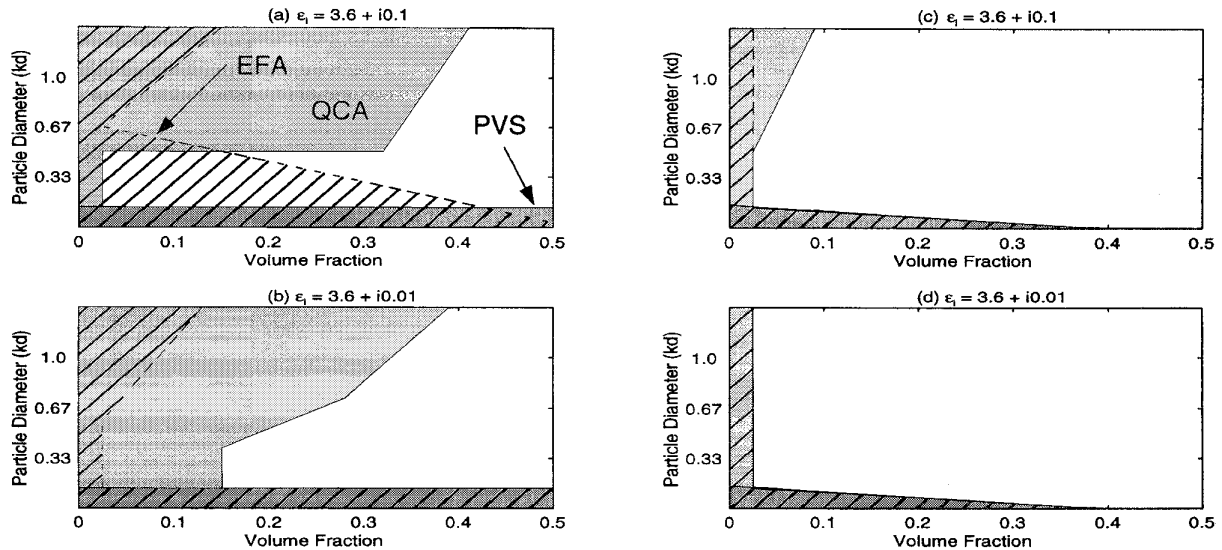 (a) εᵢ = 3.6 + i0.1
Particle Diameter (kd)
1.0
0.67
0.33
EFA
QCA
PVS
0 0.1 0.2 0.3 0.4 0.5
Volume Fraction
(c) εᵢ = 3.6 + i0.1
Particle Diameter (kd)
1.0
0.67
0.33
0 0.1 0.2 0.3 0.4 0.5
Volume Fraction
(b) εᵢ = 3.6 + i0.01
Particle Diameter (kd)
1.0
0.67
0.33
0 0.1 0.2 0.3 0.4 0.5
Volume Fraction
(d) εᵢ = 3.6 + i0.01
Particle Diameter (kd)
1.0
0.67
0.33
0 0.1 0.2 0.3 0.4 0.5
Volume Fraction